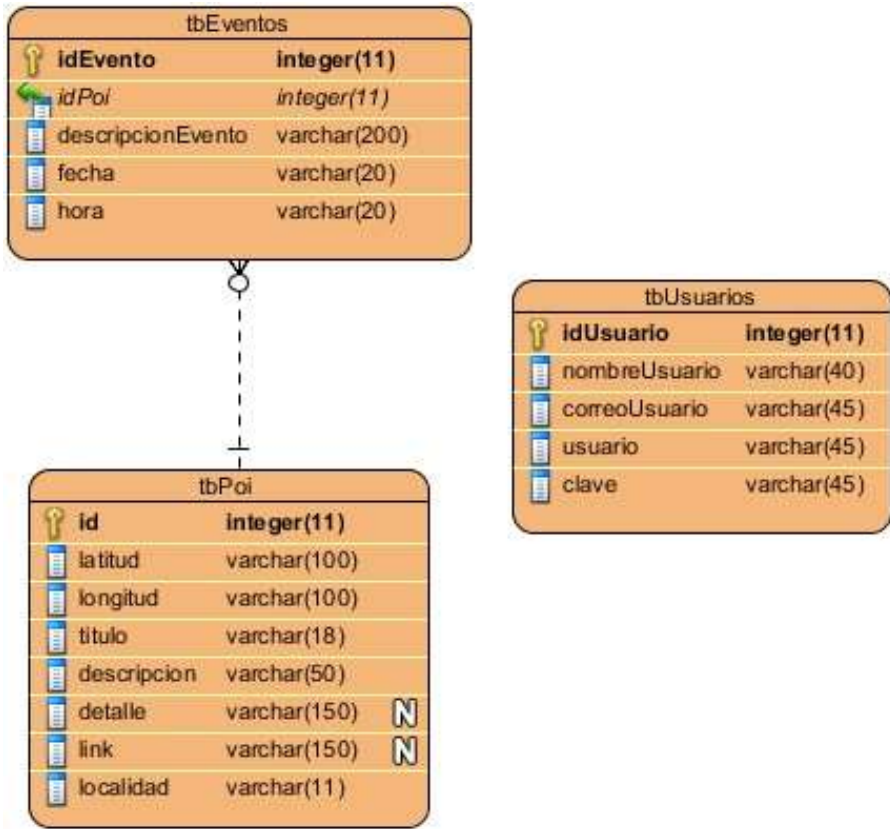 tbEventos
idEvento integer(11)
idPoi integer(11)
descripcionEvento varchar(200)
fecha varchar(20)
hora varchar(20)
tbUsuarios
idUsuario integer(11)
nombreUsuario varchar(40)
correoUsuario varchar(45)
usuario varchar(45)
clave varchar(45)
tbPoi
id integer(11)
latitud varchar(100)
longitud varchar(100)
titulo varchar(18)
descripcion varchar(50)
detalle varchar(150) N
link varchar(150) N
localidad varchar(11)